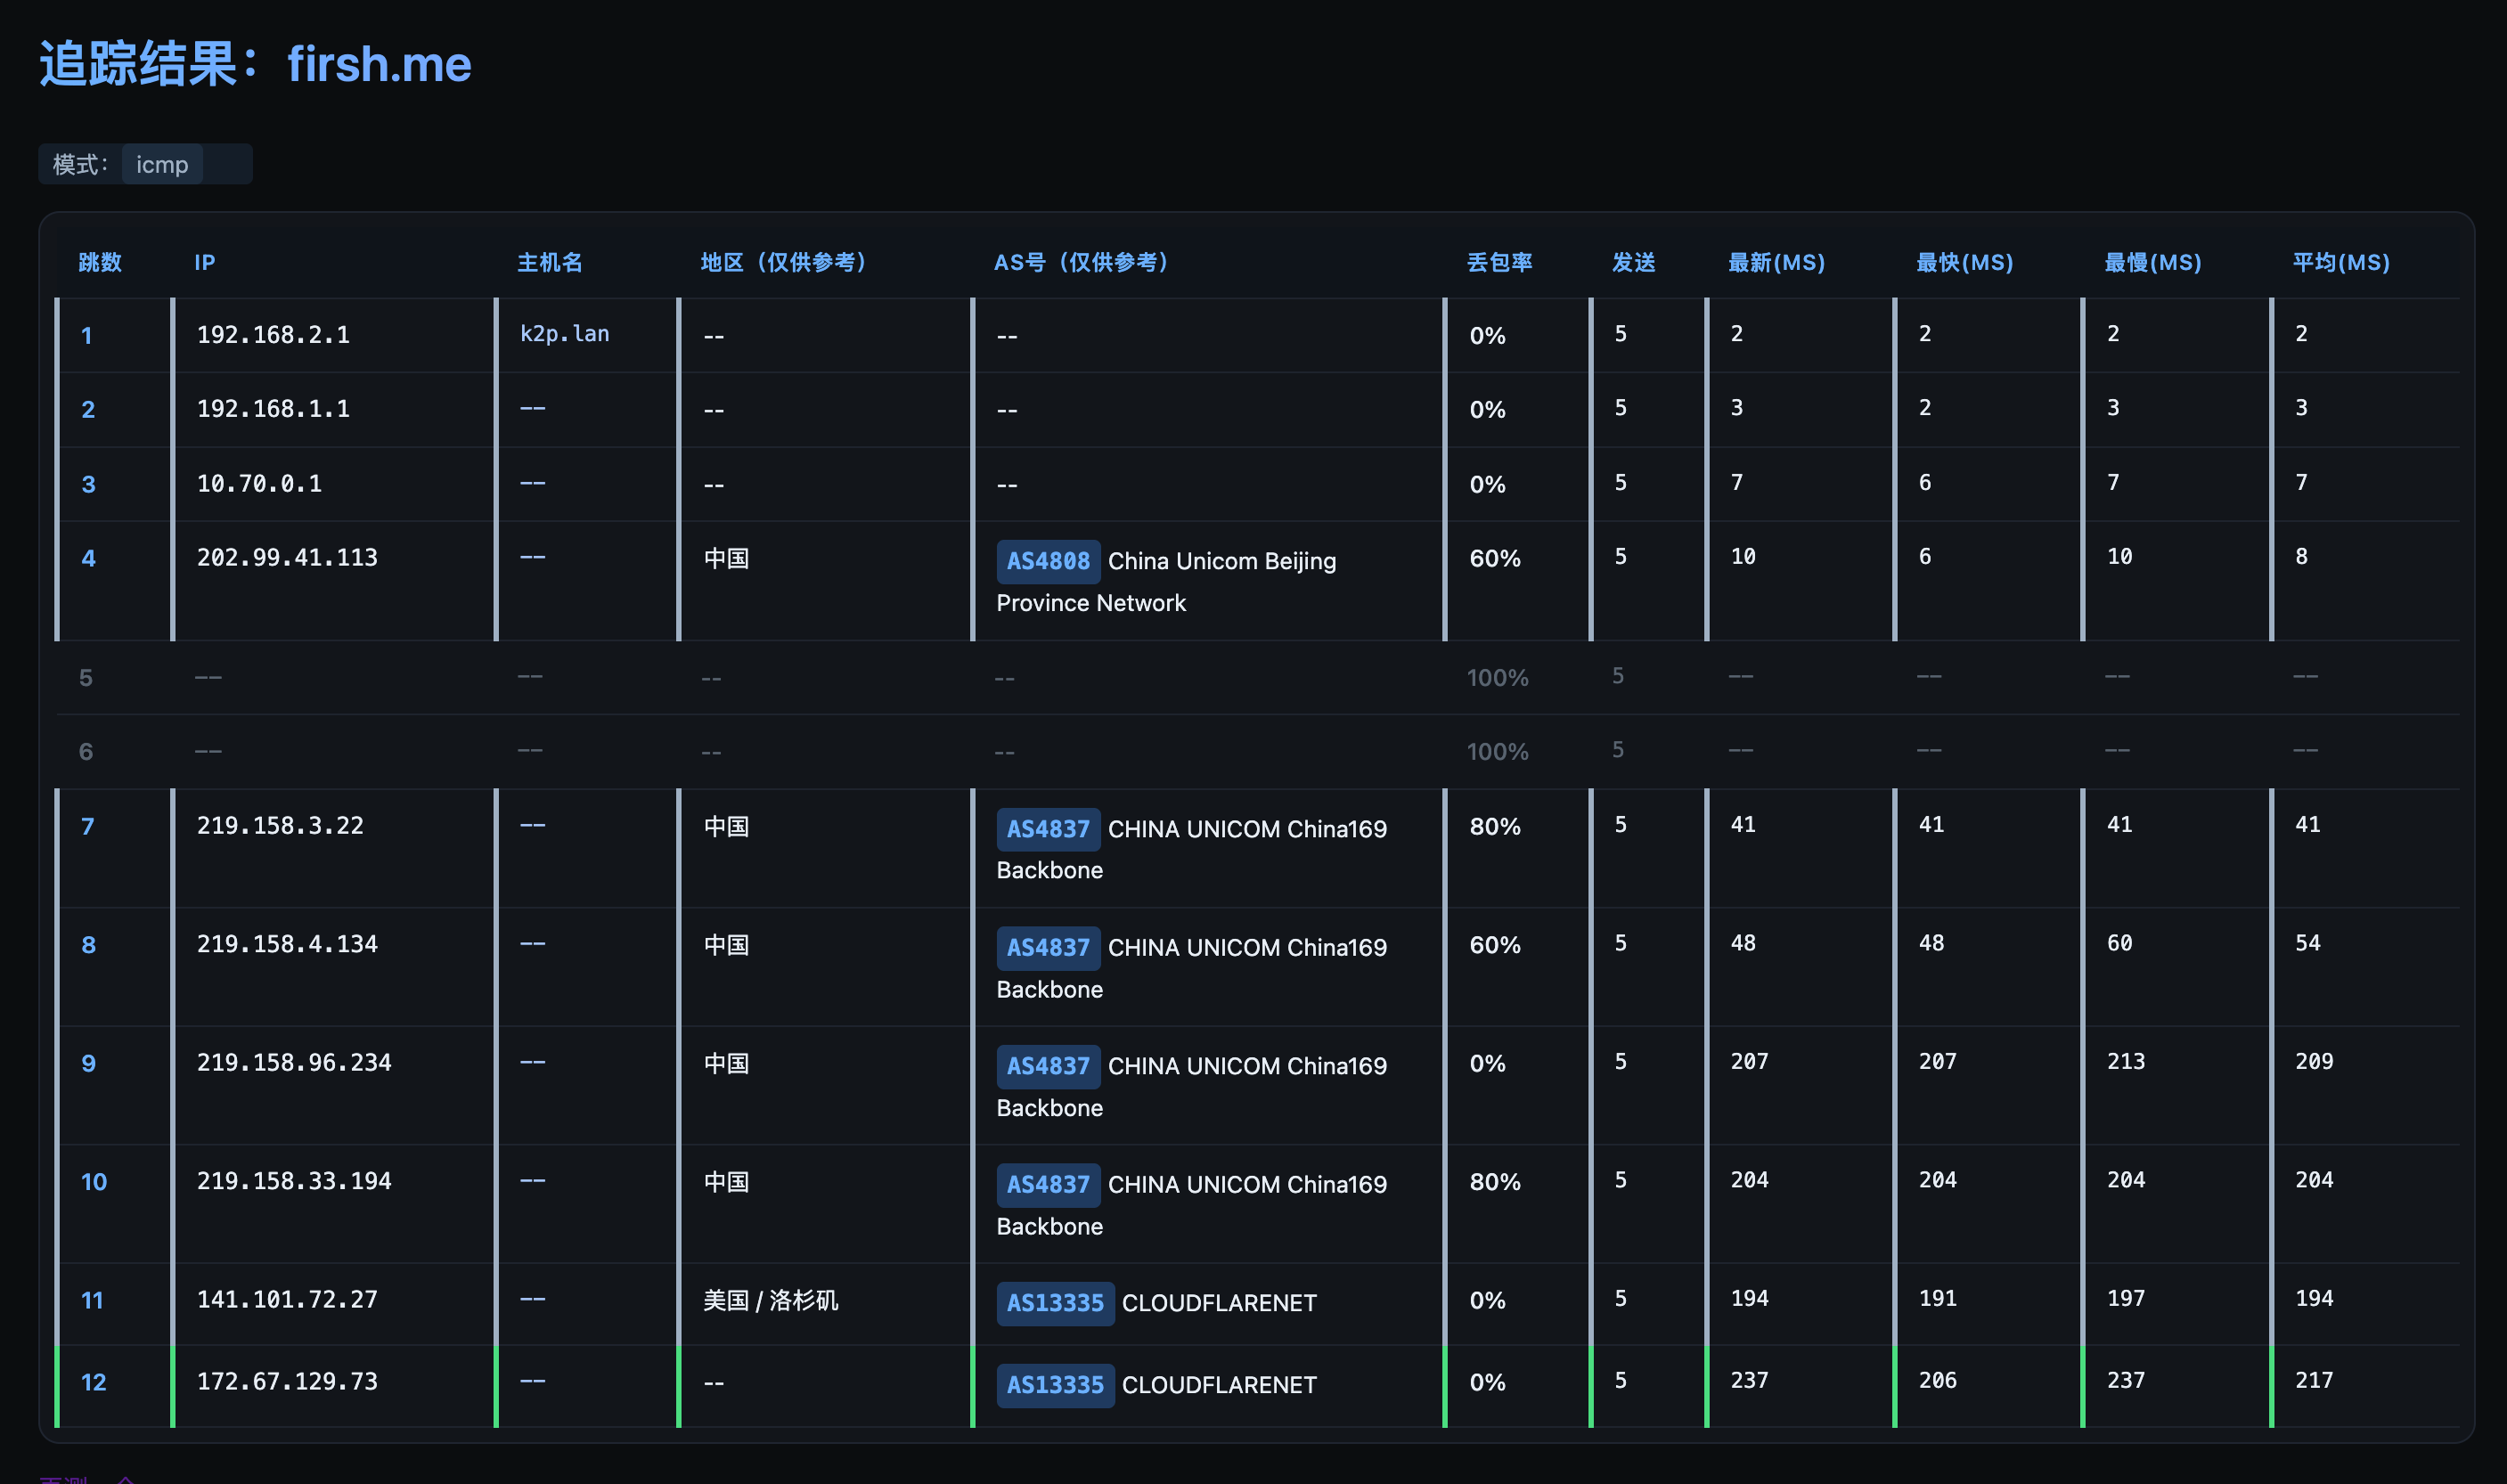 追踪结果：firsh.me
模式： icmp
跳数 IP 主机名 地区（仅供参考） AS号（仅供参考） 丢包率 发送 最新(MS) 最快(MS) 最慢(MS) 平均(MS)
1 192.168.2.1 k2p.lan -- -- 0% 5 2 2 2 2
2 192.168.1.1 —— -- -- 0% 5 3 2 3 3
3 10.70.0.1 —— -- -- 0% 5 7 6 7 7
4 202.99.41.113 —— 中国 AS4808 China Unicom Beijing 60% 5 10 6 10 8
Province Network
5 —— —— -- -- 100% 5 —— —— —— ——
6 —— —— -- -- 100% 5 —— —— —— ——
7 219.158.3.22 —— 中国 AS4837 CHINA UNICOM China169 80% 5 41 41 41 41
Backbone
8 219.158.4.134 —— 中国 AS4837 CHINA UNICOM China169 60% 5 48 48 60 54
Backbone
9 219.158.96.234 —— 中国 AS4837 CHINA UNICOM China169 0% 5 207 207 213 209
Backbone
10 219.158.33.194 —— 中国 AS4837 CHINA UNICOM China169 80% 5 204 204 204 204
Backbone
11 141.101.72.27 —— 美国 / 洛杉矶 AS13335 CLOUDFLARENET 0% 5 194 191 197 194
12 172.67.129.73 —— -- AS13335 CLOUDFLARENET 0% 5 237 206 237 217